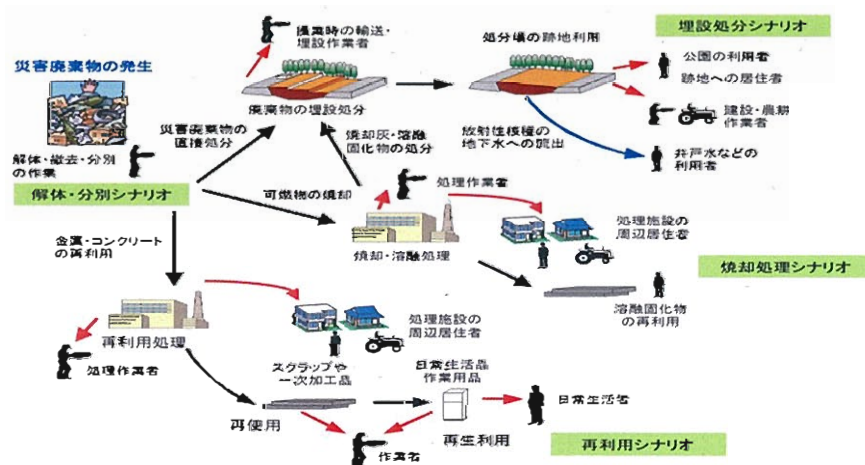 操業時の輸送・
埋設作業者
処分場の跡地利用
埋設処分シナリオ
公園の利用者
跡地への居住者
災害廃棄物の発生
廃棄物の埋設処分
建設・農耕
作業者
災害廃棄物の
直接処分
焼却灰・溶融
固化物の処分
放射性核種の
地下水への流出
井戸水などの
利用者
解体・撤去・分別
の作業
解体・分別シナリオ
可燃物の焼却
処理作業者
処理施設の
周辺居住者
金属・コンクリート
の再利用
焼却・溶融処理
焼却処理シナリオ
溶融固化物
の再利用
処理施設の
周辺居住者
再利用処理
処理作業者
スクラップや
一次加工品
日常生活品
作業用品
日常生活者
再使用
再生利用
作業者
再利用シナリオ